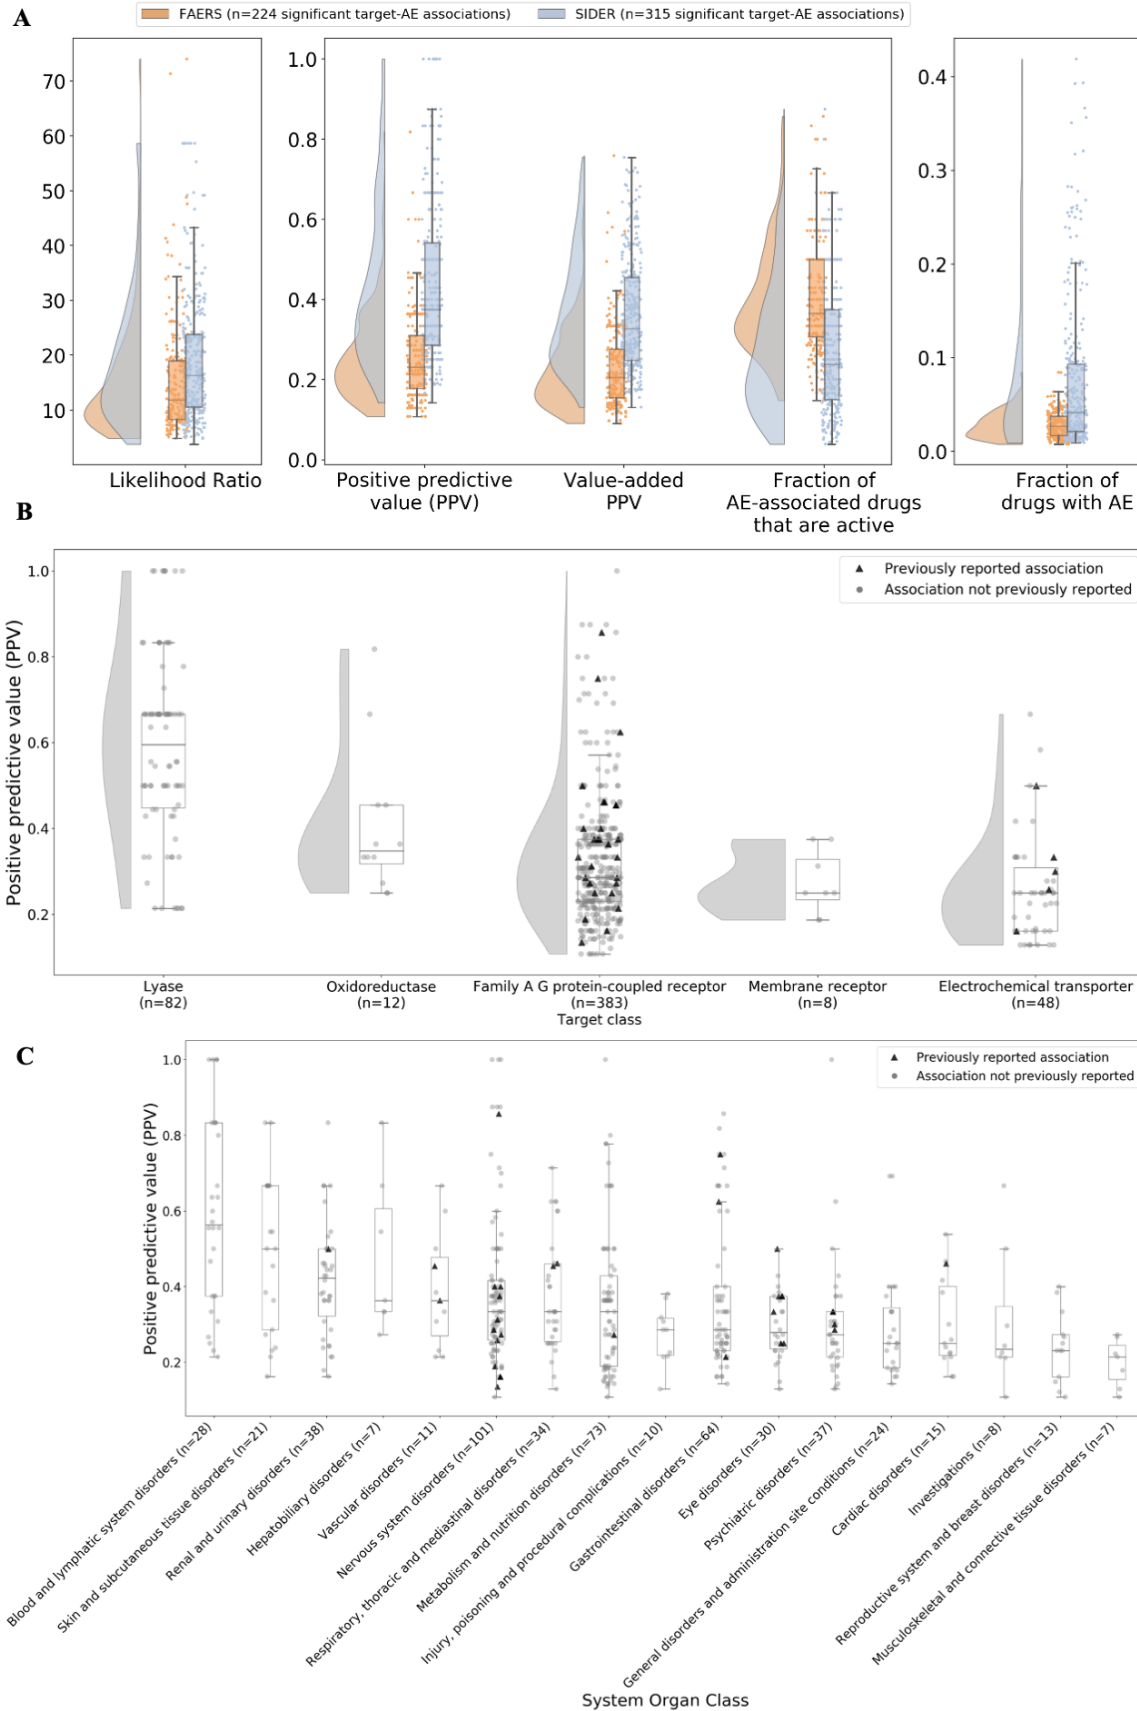 A
FAERS (n=224 significant target-AE associations)
SIDER (n=315 significant target-AE associations)
70
60
50
40
30
20
10
Likelihood Ratio
1.0
0.8
0.6
0.4
0.2
0.0
Positive predictive
value (PPV)
Value-added
PPV
Fraction of
AE-associated drugs
that are active
0.4
0.3
0.2
0.1
0.0
Fraction of
drugs with AE
B
Previously reported association
Association not previously reported
Positive predictive value (PPV)
1.0
0.8
0.6
0.4
0.2
Lyase
(n=82)
Oxidoreductase
(n=12)
Family A G protein-coupled receptor
(n=383)
Membrane receptor
(n=8)
Electrochemical transporter
(n=48)
Target class
C
Previously reported association
Association not previously reported
Positive predictive value (PPV)
1.0
0.8
0.6
0.4
0.2
Blood and lymphatic system disorders (n=28)
Skin and subcutaneous tissue disorders (n=21)
Renal and urinary disorders (n=38)
Hepatobiliary disorders (n=7)
Vascular disorders (n=11)
Nervous system disorders (n=101)
Respiratory, thoracic and mediastinal disorders (n=34)
Metabolism and nutrition disorders (n=73)
Injury, poisoning and procedural complications (n=10)
Gastrointestinal disorders (n=64)
Eye disorders (n=30)
Psychiatric disorders (n=37)
General disorders and administration site conditions (n=24)
Cardiac disorders (n=15)
Investigations (n=8)
Reproductive system and breast disorders (n=13)
Musculoskeletal and connective tissue disorders (n=7)
System Organ Class